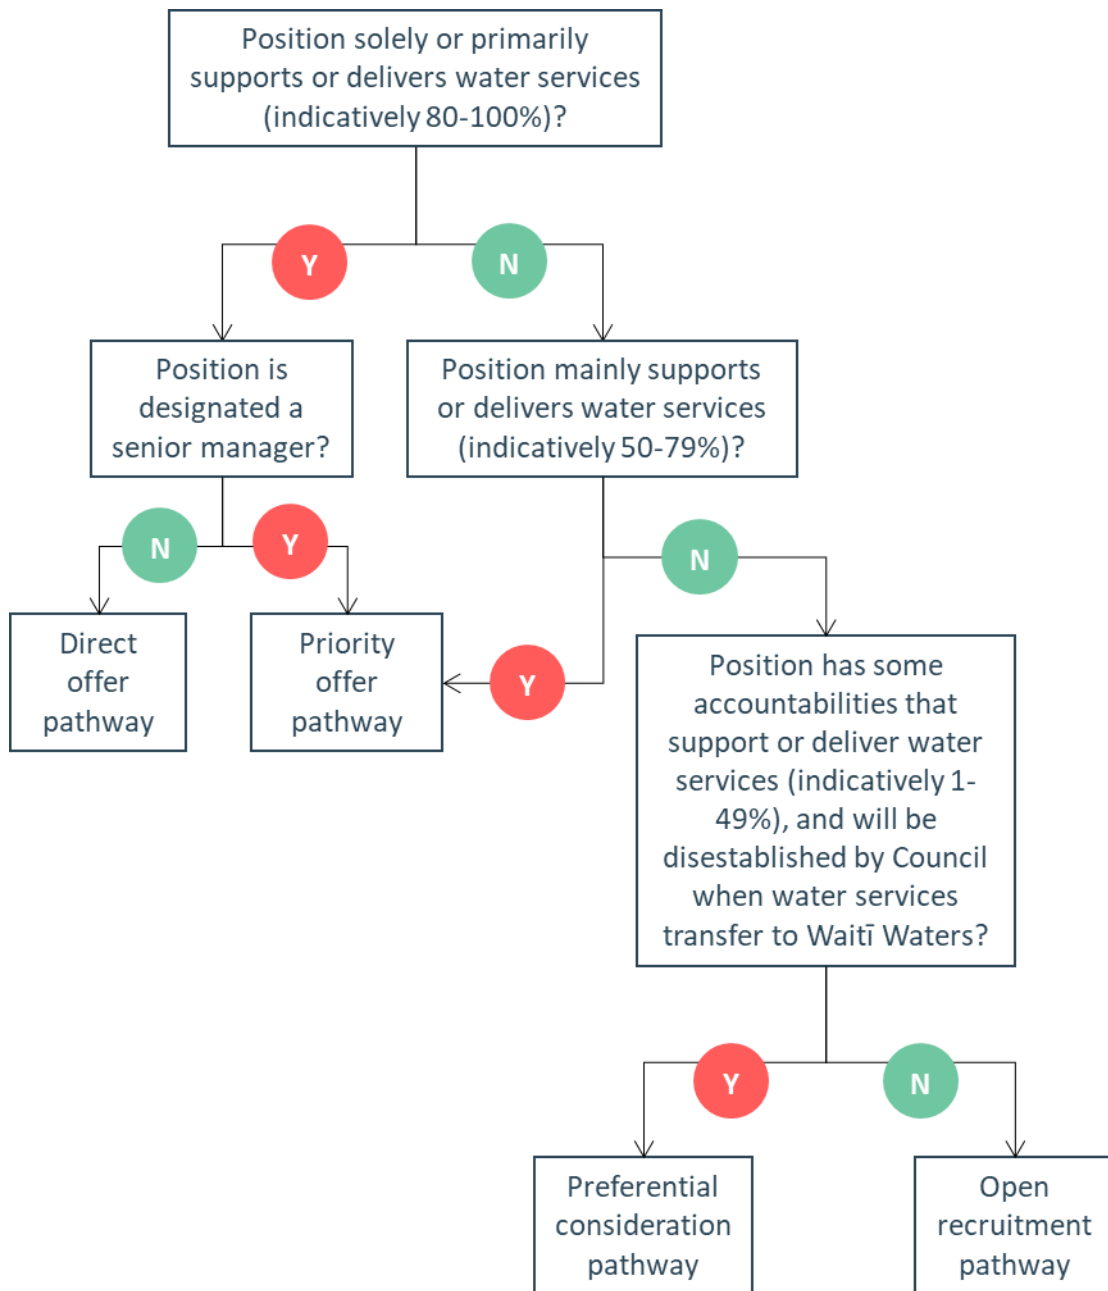 Position solely or primarily
supports or delivers water services
(indicatively 80-100%)?
Y
N
Position is
designated a
senior manager?
Position mainly supports
or delivers water services
(indicatively 50-79%)?
N
Y
N
Direct
offer
pathway
Priority
offer
pathway
Y
Position has some
accountabilities that
support or deliver water
services (indicatively 1-
49%), and will be
disestablished by Council
when water services
transfer to Waitī Waters?
Y
N
Preferential
consideration
pathway
Open
recruitment
pathway